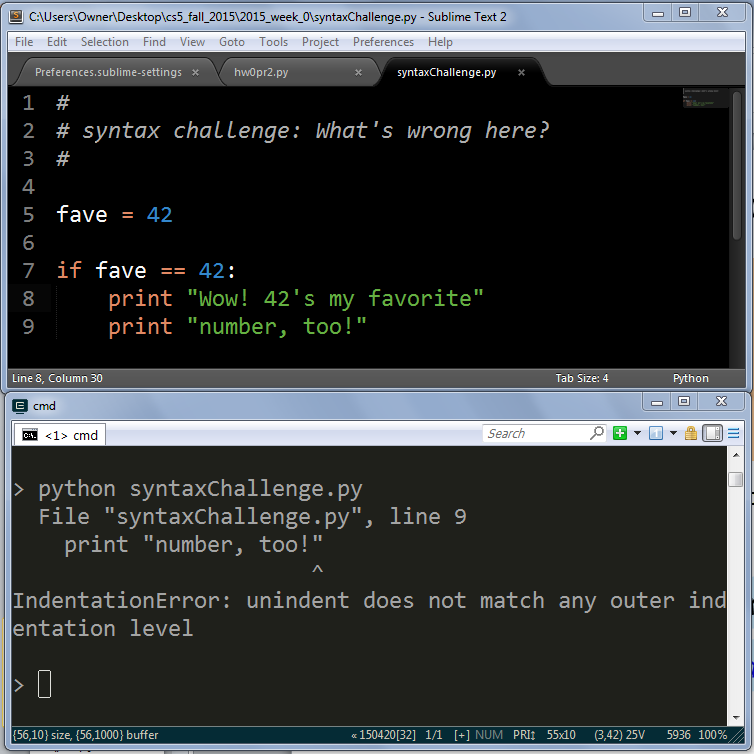 C:\Users\Owner\Desktop\cs5_fall_2015\2015_week_0\syntaxChallenge.py - Sublime Text 2
File Edit Selection Find View Goto Tools Project Preferences Help
Preferences.sublime-settings × hw0pr2.py × syntaxChallenge.py ×
1 #
2 # syntax challenge: What's wrong here?
3 #
4
5 fave = 42
6
7 if fave == 42:
8 print "Wow! 42's my favorite"
9 print "number, too!"
Line 8, Column 30 Tab Size: 4 Python
cmd
<1> cmd Search
> python syntaxChallenge.py
File "syntaxChallenge.py", line 9
print "number, too!"
^
IndentationError: unindent does not match any outer ind
entation level
>
{56,10} size, {56,1000} buffer «150420[32] 1/1 [+] NUM PRI↕ 55x10 (3,42) 25V 5936 100%